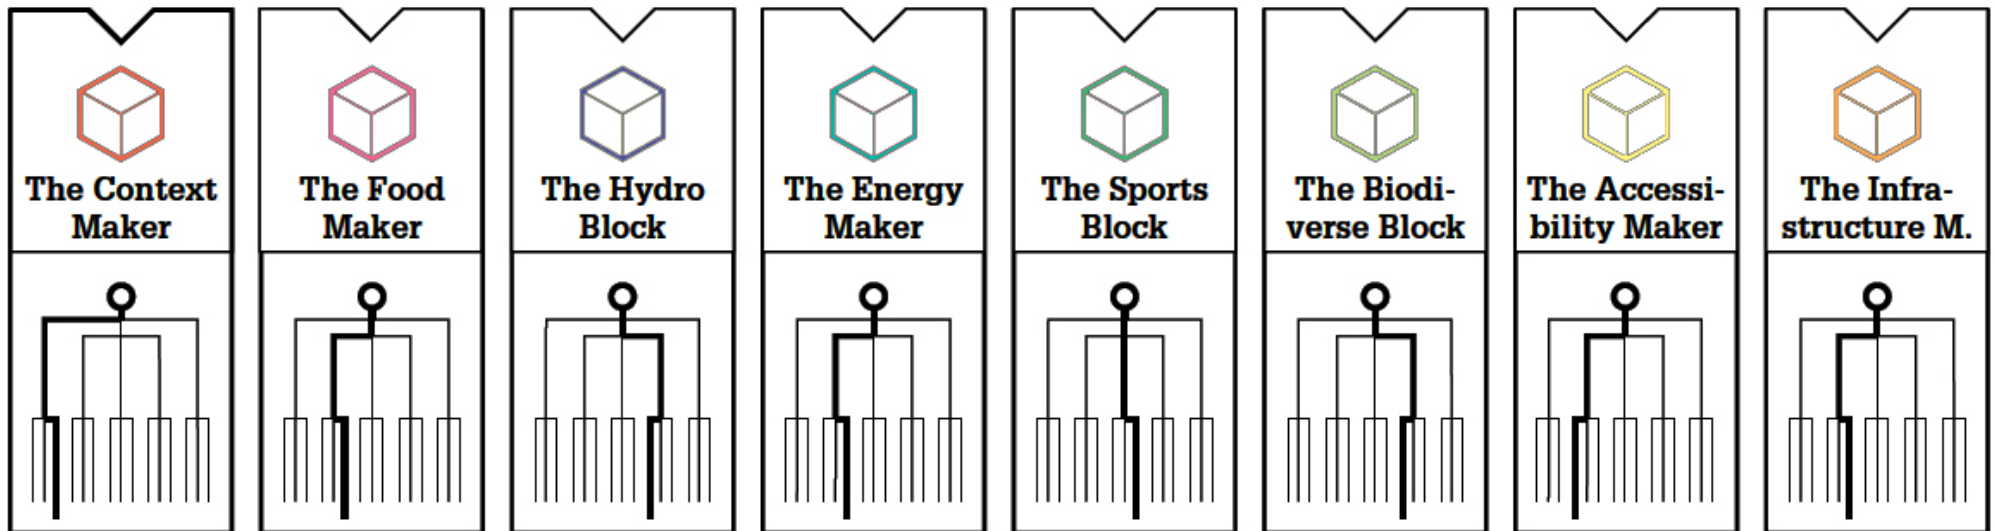 The Context
Maker
The Food
Maker
The Hydro
Block
The Energy
Maker
The Sports
Block
The Biodi-
verse Block
The Accessi-
bility Maker
The Infra-
structure M.